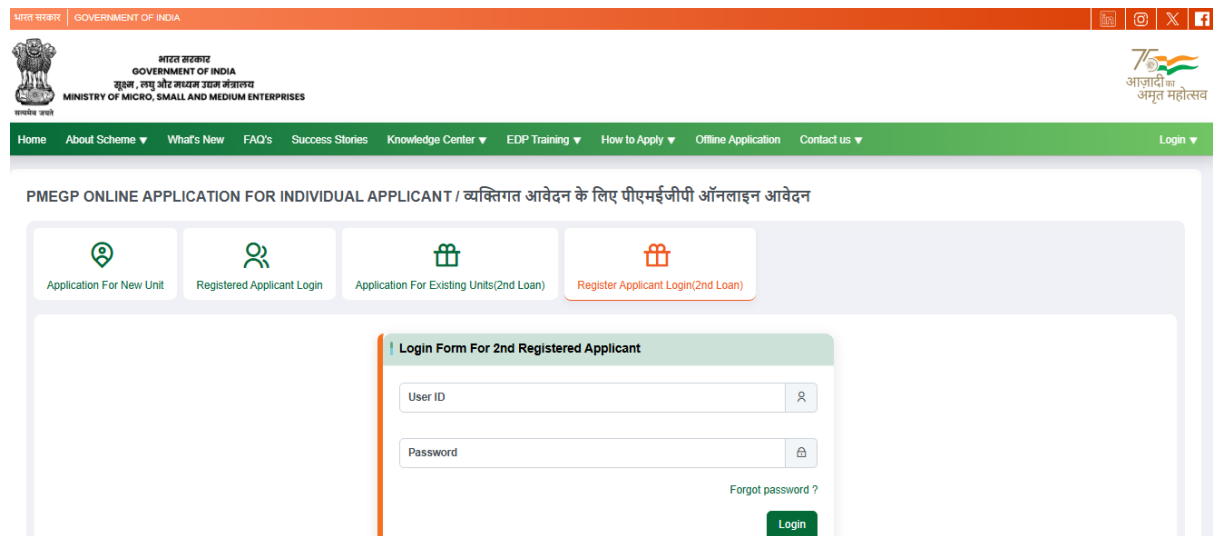 भारत सरकार GOVERNMENT OF INDIA
भारत सरकार
GOVERNMENT OF INDIA
सूक्ष्म , लघु और मध्यम उद्यम मंत्रालय
MINISTRY OF MICRO, SMALL AND MEDIUM ENTERPRISES
सत्यमेव जयते
75
आज़ादी का
अमृत महोत्सव
Home About Scheme What's New FAQ's Success Stories Knowledge Center EDP Training How to Apply Offline Application Contact us Login
PMEGP ONLINE APPLICATION FOR INDIVIDUAL APPLICANT / व्यक्तिगत आवेदन के लिए पीएमईजीपी ऑनलाइन आवेदन
Application For New Unit Registered Applicant Login Application For Existing Units(2nd Loan) Register Applicant Login(2nd Loan)
Login Form For 2nd Registered Applicant
User ID
Password
Forgot password ?
Login